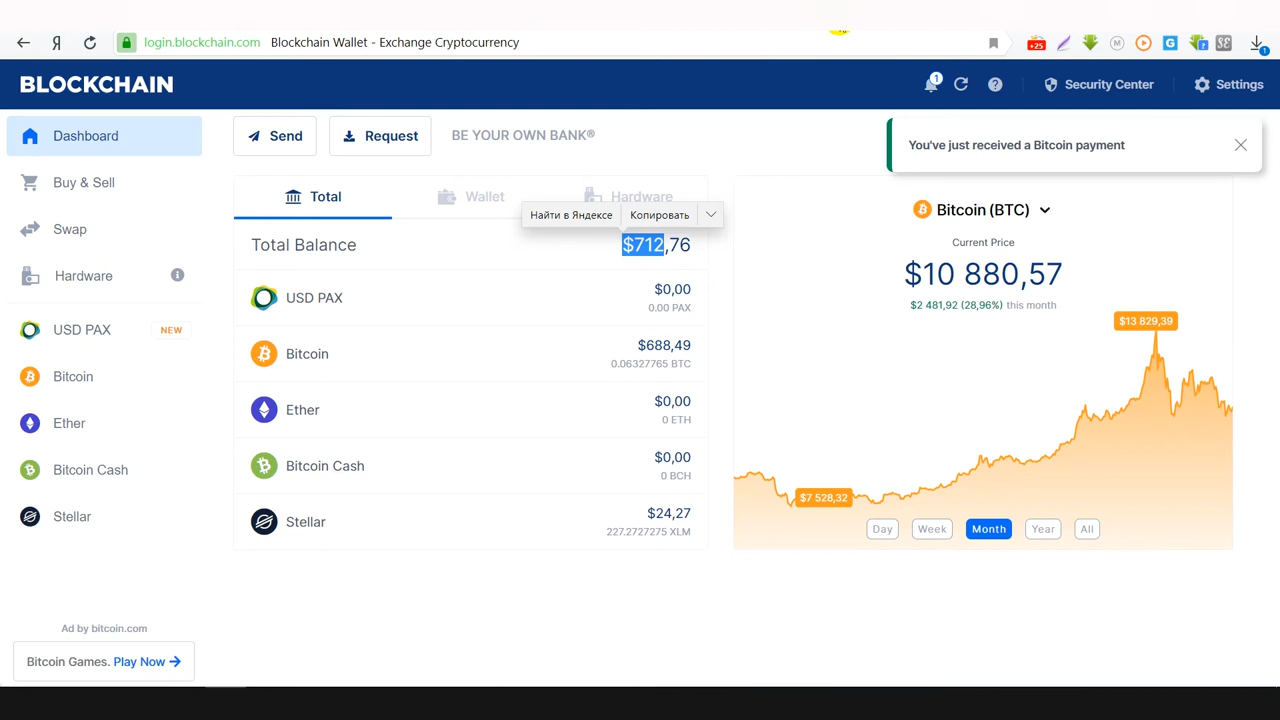 Я login.blockchain.com Blockchain Wallet - Exchange Cryptocurrency
+25
M
G
SE
1
BLOCKCHAIN
1
Security Center
Settings
Dashboard
Buy & Sell
Swap
Hardware
USD PAX NEW
Bitcoin
Ether
Bitcoin Cash
Stellar
Ad by bitcoin.com
Bitcoin Games. Play Now
Send
Request
BE YOUR OWN BANK®
You've just received a Bitcoin payment
Total
Wallet
Hardware
Найти в Яндексе
Копировать
Total Balance $712,76
USD PAX $0,00
0.00 PAX
Bitcoin $688,49
0.06327765 BTC
Ether $0,00
0 ETH
Bitcoin Cash $0,00
0 BCH
Stellar $24,27
227.2727275 XLM
Bitcoin (BTC)
Current Price
$10 880,57
$2 481,92 (28,96%) this month
$13 829,39
$7 528,32
Day Week Month Year All